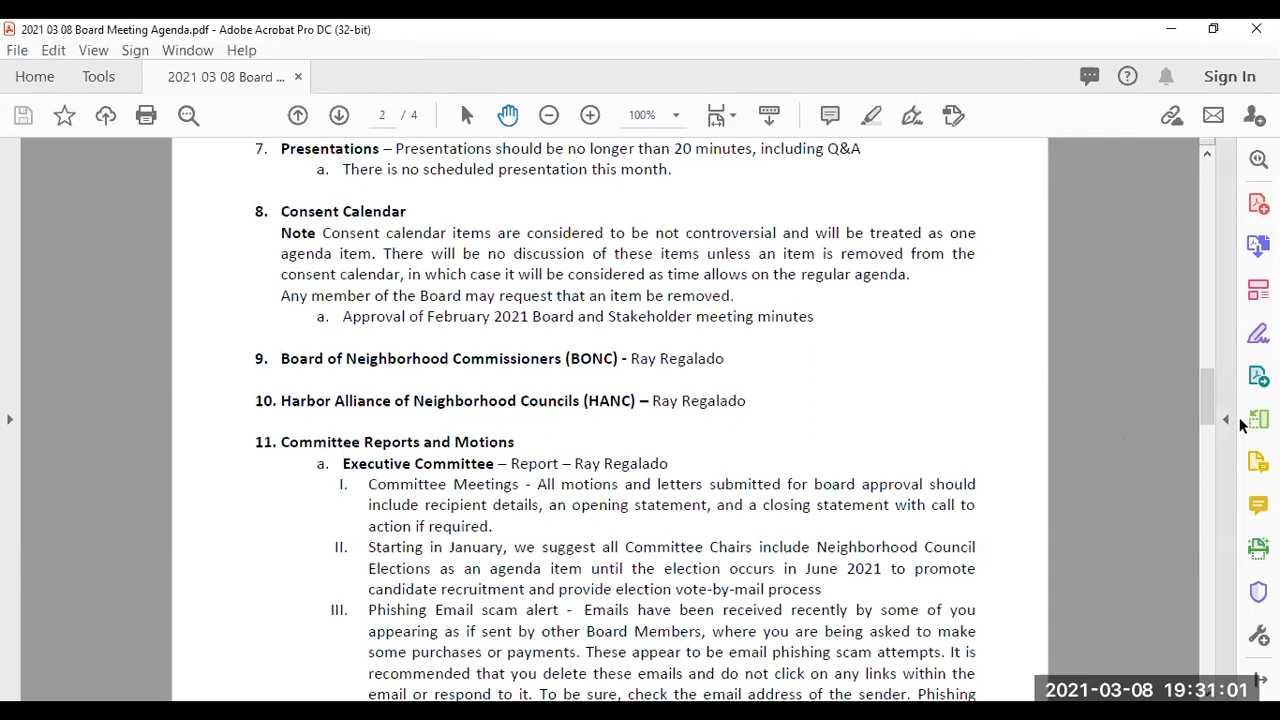 2021 03 08 Board Meeting Agenda.pdf - Adobe Acrobat Pro DC (32-bit)
File Edit View Sign Window Help
Home Tools 2021 03 08 Board ... Sign In
2 / 4 100%
7. Presentations – Presentations should be no longer than 20 minutes, including Q&A
a. There is no scheduled presentation this month.
8. Consent Calendar
Note Consent calendar items are considered to be not controversial and will be treated as one
agenda item. There will be no discussion of these items unless an item is removed from the
consent calendar, in which case it will be considered as time allows on the regular agenda.
Any member of the Board may request that an item be removed.
a. Approval of February 2021 Board and Stakeholder meeting minutes
9. Board of Neighborhood Commissioners (BONC) - Ray Regalado
10. Harbor Alliance of Neighborhood Councils (HANC) – Ray Regalado
11. Committee Reports and Motions
a. Executive Committee – Report – Ray Regalado
I. Committee Meetings - All motions and letters submitted for board approval should
include recipient details, an opening statement, and a closing statement with call to
action if required.
II. Starting in January, we suggest all Committee Chairs include Neighborhood Council
Elections as an agenda item until the election occurs in June 2021 to promote
candidate recruitment and provide election vote-by-mail process
III. Phishing Email scam alert - Emails have been received recently by some of you
appearing as if sent by other Board Members, where you are being asked to make
some purchases or payments. These appear to be email phishing scam attempts. It is
recommended that you delete these emails and do not click on any links within the
email or respond to it. To be sure, check the email address of the sender. Phishing
2021-03-08 19:31:01